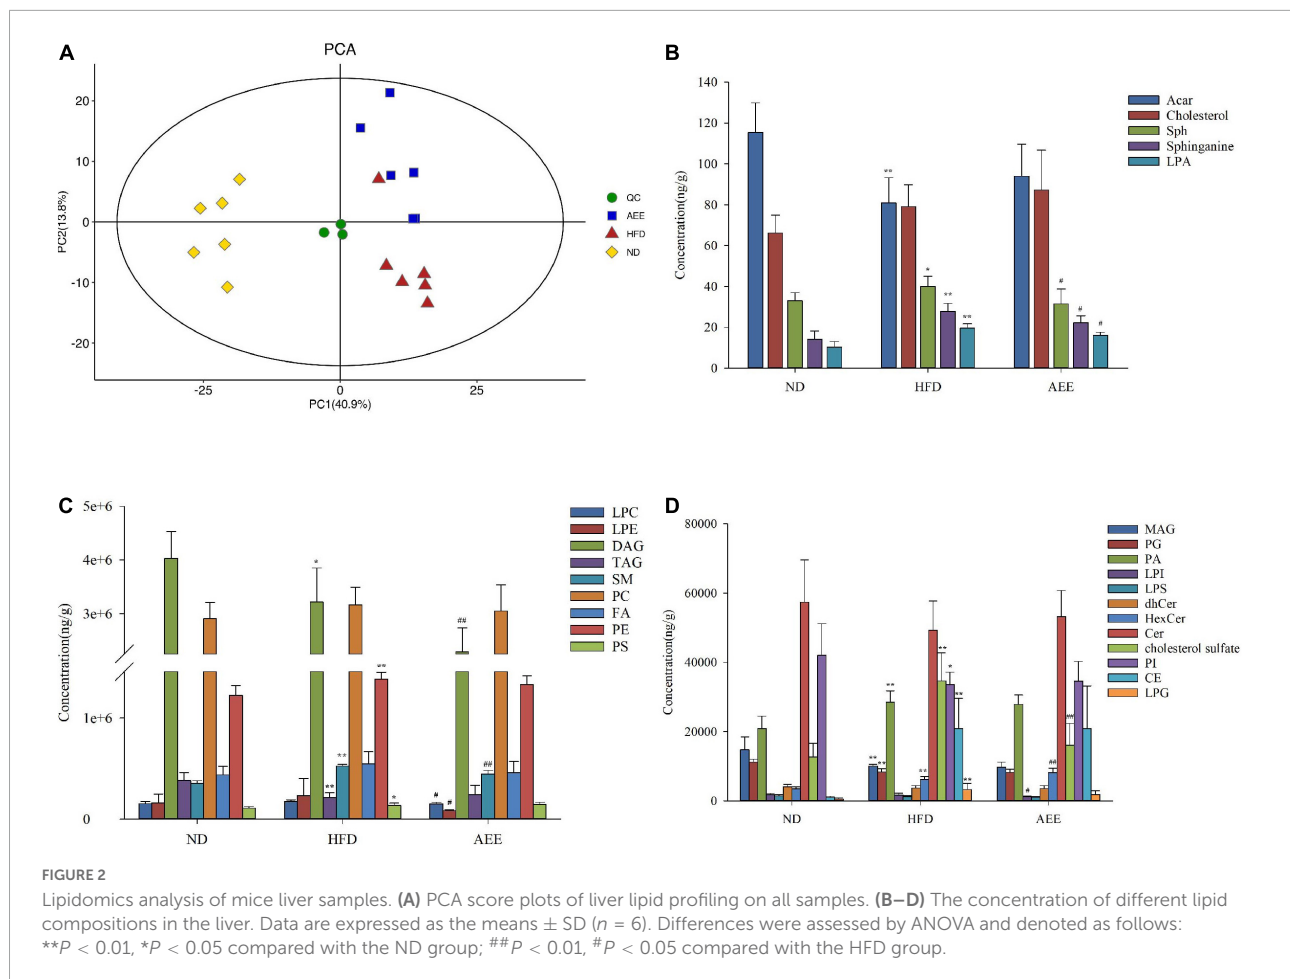 A
PCA
PC2(13.8%)
20
10
0
-10
-20
-25
0
25
PC1(40.9%)
QC
AEE
HFD
ND
B
Concentration(ng/g)
140
120
100
80
60
40
20
0
**
*
**
**
#
#
#
ND
HFD
AEE
Acar
Cholesterol
Sph
Sphinganine
LPA
C
Concentration(ng/g)
5e+6
4e+6
3e+6
1e+6
0
*
**
**
**
*
#
#
##
##
ND
HFD
AEE
LPC
LPE
DAG
TAG
SM
PC
FA
PE
PS
D
Concentration(ng/g)
80000
60000
40000
20000
0
**
**
**
**
**
*
**
**
#
##
##
ND
HFD
AEE
MAG
PG
PA
LPI
LPS
dhCer
HexCer
Cer
cholesterol sulfate
PI
CE
LPG
FIGURE 2
Lipidomics analysis of mice liver samples. (A) PCA score plots of liver lipid profiling on all samples. (B–D) The concentration of different lipid
compositions in the liver. Data are expressed as the means ± SD (n = 6). Differences were assessed by ANOVA and denoted as follows:
**P < 0.01, *P < 0.05 compared with the ND group; ##P < 0.01, #P < 0.05 compared with the HFD group.